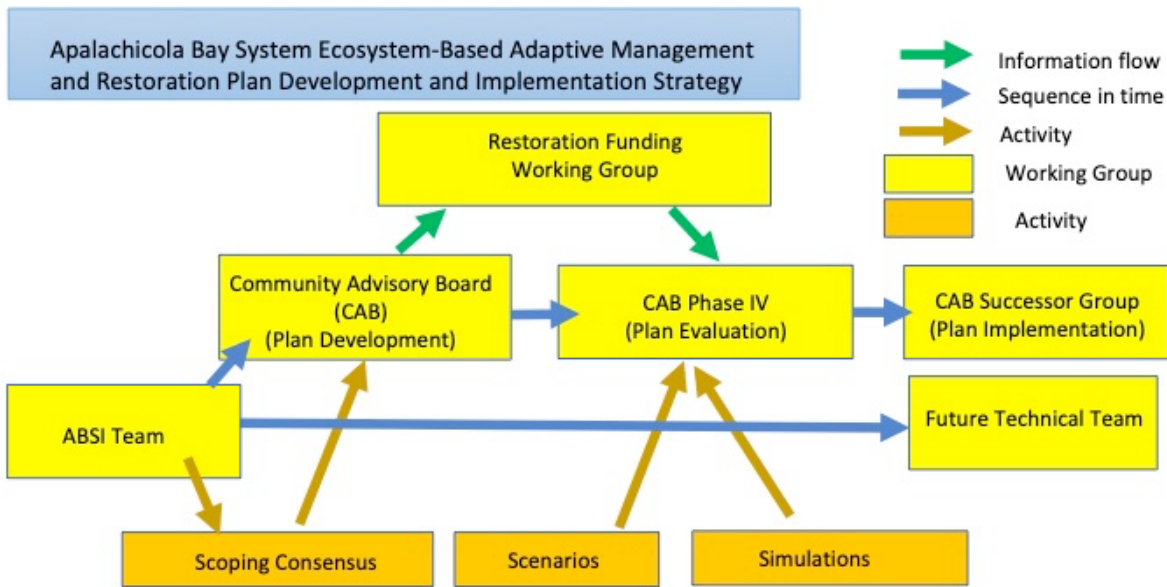 Apalachicola Bay System Ecosystem-Based Adaptive Management
and Restoration Plan Development and Implementation Strategy
Information flow
Sequence in time
Activity
Working Group
Activity
Restoration Funding
Working Group
Community Advisory Board
(CAB)
(Plan Development)
CAB Phase IV
(Plan Evaluation)
CAB Successor Group
(Plan Implementation)
ABSI Team
Future Technical Team
Scoping Consensus
Scenarios
Simulations